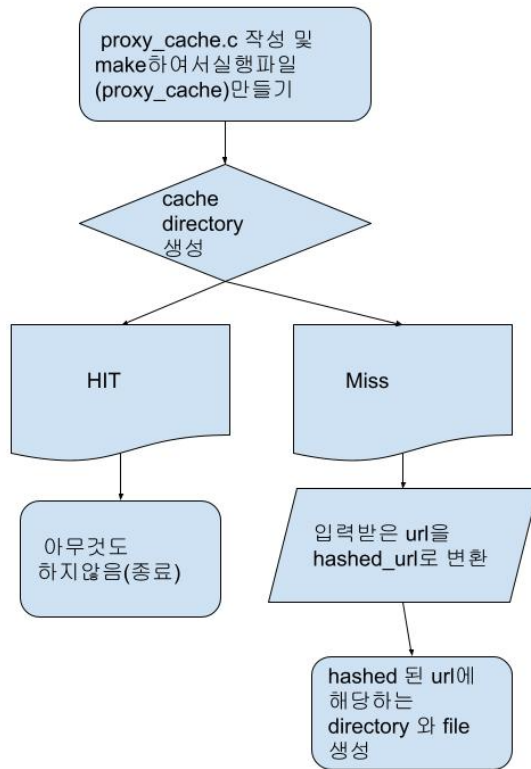 proxy_cache.c 작성 및
make하여서실행파일
(proxy_cache)만들기
cache
directory
생성
HIT
Miss
아무것도
하지않음(종료)
입력받은 url을
hashed_url로 변환
hashed 된 url에
해당하는
directory 와 file
생성